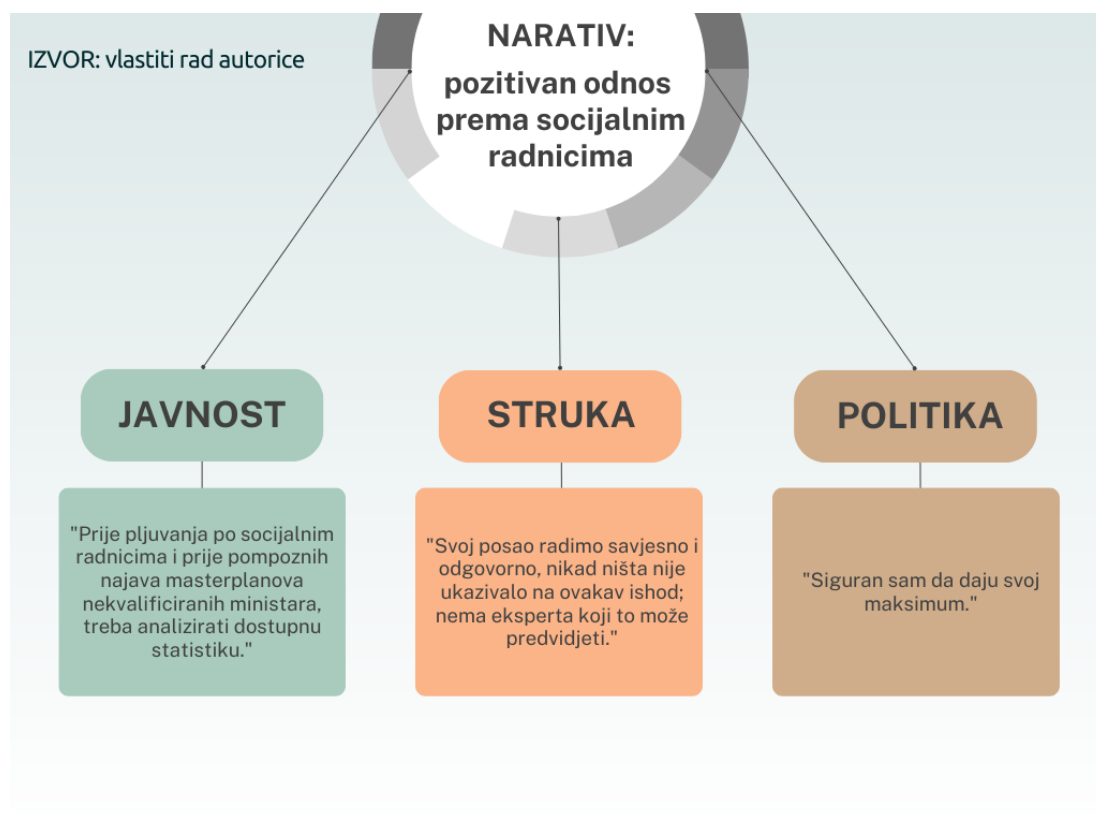 IZVOR: vlastiti rad autorice
NARATIV:
pozitivan odnos
prema socijalnim
radnicima
JAVNOST
STRUKA
POLITIKA
"Prije pljuvanja po socijalnim
radnicima i prije pompoznih
najava masterplanova
nekvalificiranih ministara,
treba analizirati dostupnu
statistiku."
"Svoj posao radimo savjesno i
odgovorno, nikad ništa nije
ukazivalo na ovakav ishod;
nema eksperta koji to može
predvidjeti."
"Siguran sam da daju svoj
maksimum."